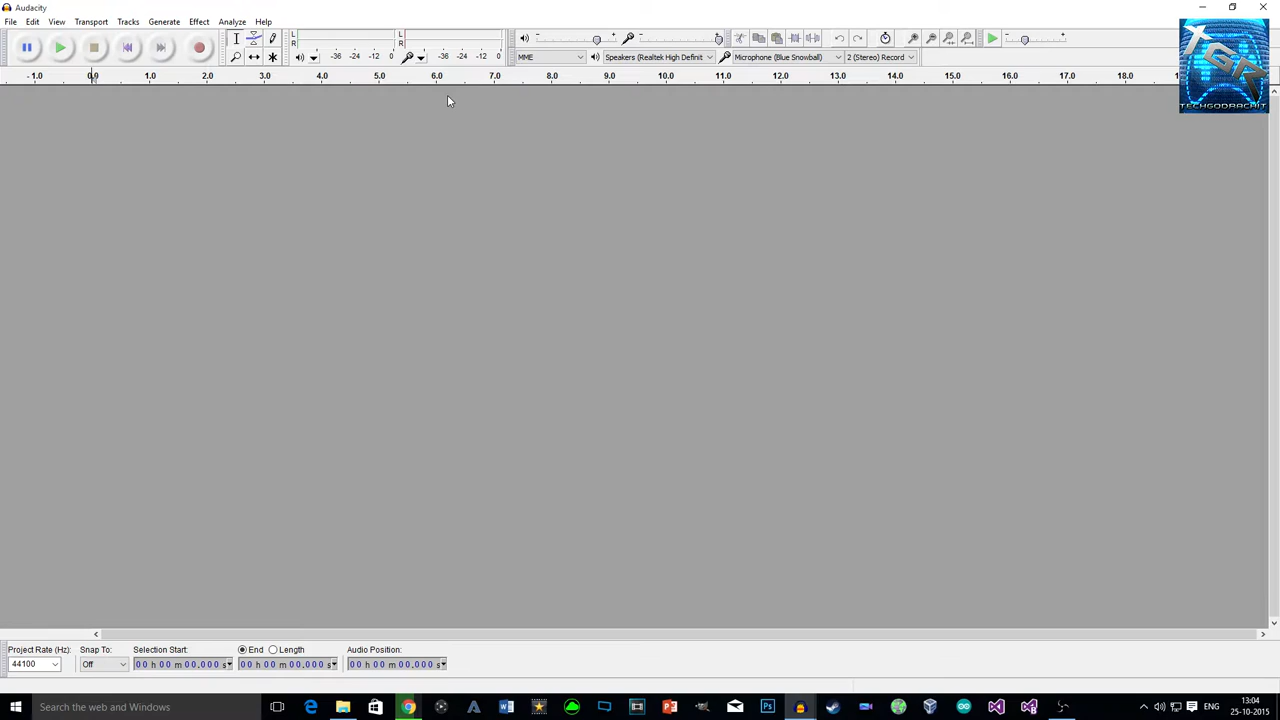 Audacity
File Edit View Transport Tracks Generate Effect Analyze Help
L
R
L
R
-36 -24 -12 0 -36 -24 -12 0
MME Speakers (Realtek High Definit Microphone (Blue Snowball) 2 (Stereo) Record
- 1.0 0.0 1.0 2.0 3.0 4.0 5.0 6.0 7.0 8.0 9.0 10.0 11.0 12.0 13.0 14.0 15.0 16.0 17.0 18.0
TGR
TECHGODRACHIT
Project Rate (Hz): Snap To: Selection Start: End Length Audio Position:
44100 Off 00 h 00 m 00.000 s 00 h 00 m 00.000 s 00 h 00 m 00.000 s
Search the web and Windows
ENG
13:04
25-10-2015